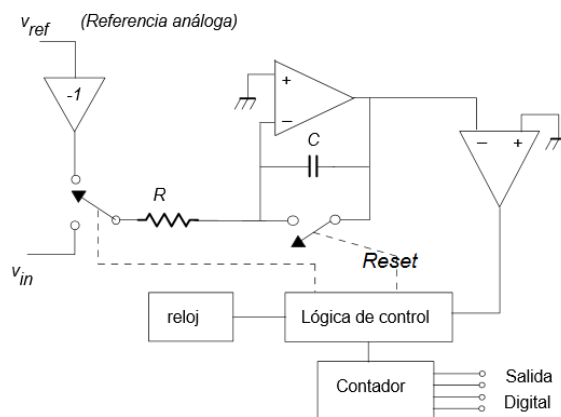 v_ref (Referencia análoga)
-1
+
−
C
− +
R
v_in
Reset
reloj
Lógica de control
Contador
Salida
Digital